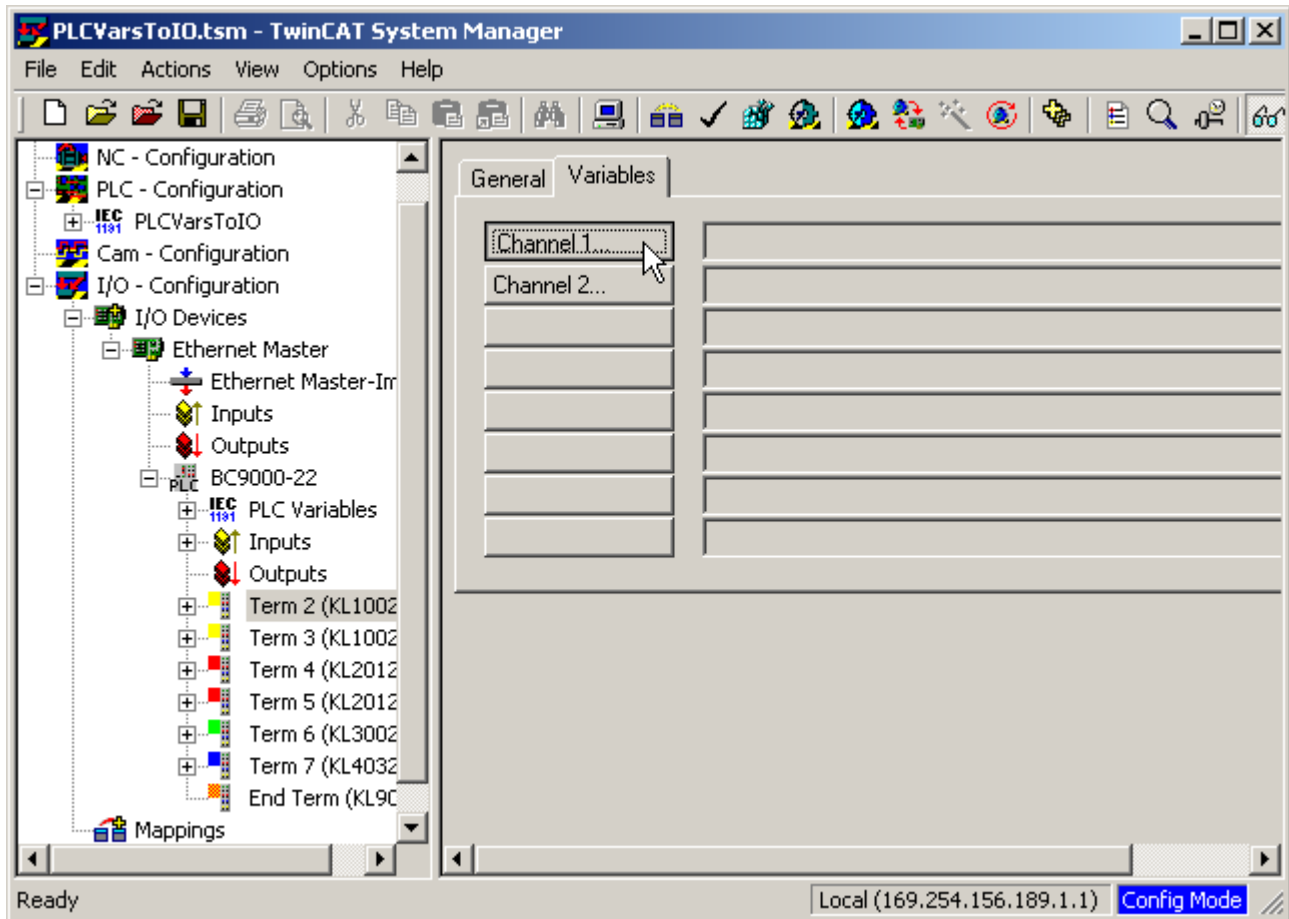 PLCVarsToIO.tsm - TwinCAT System Manager
File Edit Actions View Options Help
NC - Configuration
PLC - Configuration
IEC 1131 PLCVarsToIO
Cam - Configuration
I/O - Configuration
I/O Devices
Ethernet Master
Ethernet Master-Im
Inputs
Outputs
PLC BC9000-22
IEC 1131 PLC Variables
Inputs
Outputs
Term 2 (KL1002
Term 3 (KL1002
Term 4 (KL2012
Term 5 (KL2012
Term 6 (KL3002
Term 7 (KL4032
End Term (KL90
Mappings
General Variables
Channel 1...
Channel 2...
Ready Local (169.254.156.189.1.1) Config Mode